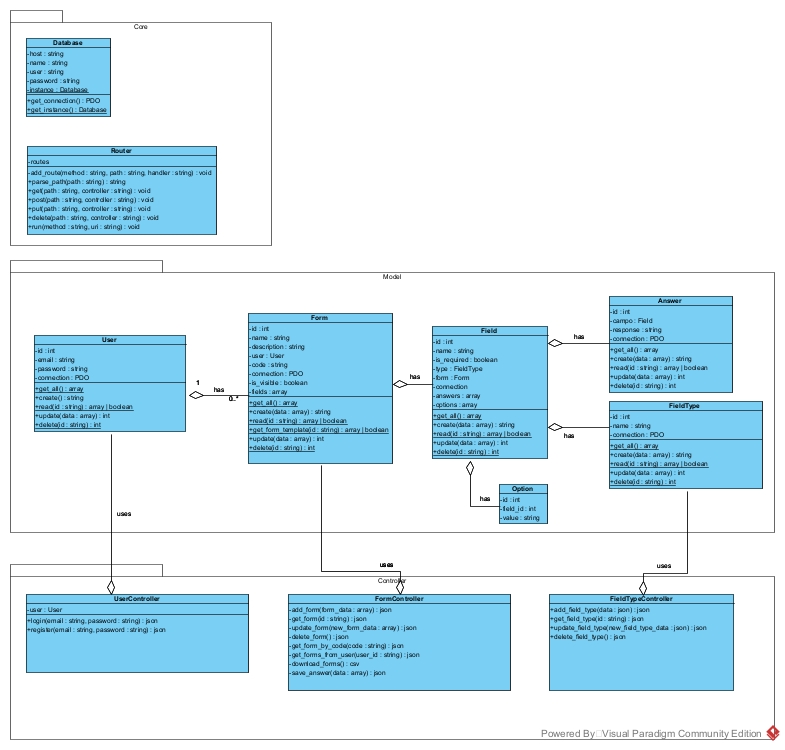 Core
Database
-host : string
-name : string
-user : string
-password : string
-instance : Database
+get_connection() : PDO
+get_instance() : Database
Router
-routes
-add_route(method : string, path : string, handler : string) : void
+parse_path(path : string) : string
+get(path : string, controller : string) : void
+post(path : string, controller : string) : void
+put(path : string, controller : string) : void
+delete(path : string, controller : string) : void
+run(method : string, uri : string) : void
Model
User
-id : int
-email : string
-password : string
-connection : PDO
+get_all() : array
+create() : string
+read(id : string) : array | boolean
+update(data : array) : int
+delete(id : string) : int
1
has
0..*
Form
-id : int
-name : string
-description : string
-user : User
-code : string
-connection : PDO
-is_visible : boolean
-fields : array
+get_all() : array
+create(data : array) : string
+read(id : string) : array | boolean
+get_form_template(id : string) : array | boolean
+update(data : array) : int
+delete(id : string) : int
has
Field
-id : int
-name : string
-is_required : boolean
-type : FieldType
-form : Form
-connection
-answers : array
-options : array
+get_all() : array
+create(data : array) : string
+read(id : string) : array | boolean
+update(data : array) : int
+delete(id : string) : int
has
Answer
-id : int
-campo : Field
-response : string
-connection : PDO
+get_all() : array
+create(data : array) : string
+read(id : string) : array | boolean
+update(data : array) : int
+delete(id : string) : int
has
FieldType
-id : int
-name : string
-connection : PDO
+get_all() : array
+create(data : array) : string
+read(id : string) : array | boolean
+update(data : array) : int
+delete(id : string) : int
has
Option
-id : int
-field_id : int
-value : string
uses
uses
uses
Controller
UserController
-user : User
+login(email : string, password : string) : json
+register(email : string, password : string) : json
FormController
-add_form(form_data : array) : json
-get_form(id : string) : json
-update_form(new_form_data : array) : json
-delete_form() : json
-get_form_by_code(code : string) : json
-get_forms_from_user(user_id : string) : json
-download_forms() : csv
-save_answer(data : array) : json
FieldTypeController
+add_field_type(data : json) : json
+get_field_type(id : string) : json
+update_field_type(new_field_type_data : json) : json
+delete_field_type() : json
Powered By Visual Paradigm Community Edition